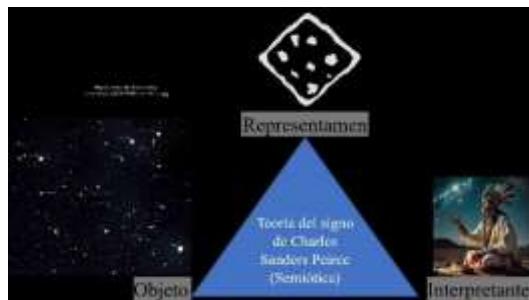 Representamen
Teoría del signo
de Charles
Sanders Peirce
(Semiótica)
Objeto
Interpretante